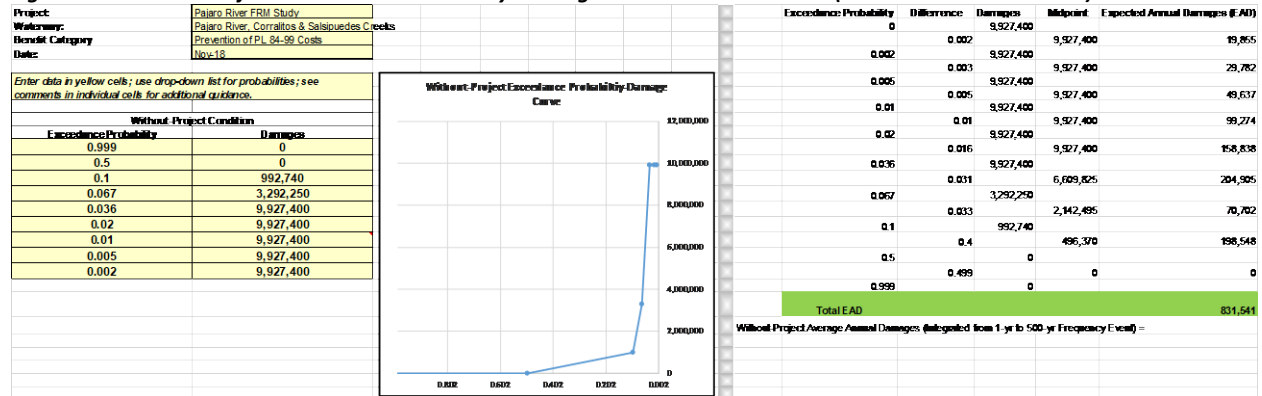 Project: Pajaro River FRM Study
Waterway: Pajaro River, Corralitos & Salsipuedes Creeks
Benefit Category Prevention of PL 84-99 Costs
Date: Nov-18
Enter data in yellow cells; use drop-down list for probabilities; see
comments in individual cells for additional guidance.
Without-Project Condition
Exceedance Probability Damages
0.999 0
0.5 0
0.1 992,740
0.067 3,292,250
0.036 9,927,400
0.02 9,927,400
0.01 9,927,400
0.005 9,927,400
0.002 9,927,400
Without-Project Exceedance Probability-Damage
Curve
12,000,000
10,000,000
8,000,000
6,000,000
4,000,000
2,000,000
0
0.802 0.602 0.402 0.202 0.002
Exceedance Probability Differrence Damages Midpoint Expected Annual Damages (EAD)
0 9,927,400
0.002 9,927,400 19,855
0.002 9,927,400
0.003 9,927,400 29,782
0.005 9,927,400
0.005 9,927,400 49,637
0.01 9,927,400
0.01 9,927,400 99,274
0.02 9,927,400
0.016 9,927,400 158,838
0.036 9,927,400
0.031 6,609,825 204,905
0.067 3,292,250
0.033 2,142,495 70,702
0.1 992,740
0.4 496,370 198,548
0.5 0
0.499 0 0
0.999 0
Total EAD 831,541
Without-Project Average Annual Damages (Integrated from 1-yr to 500-yr Frequency Event) =